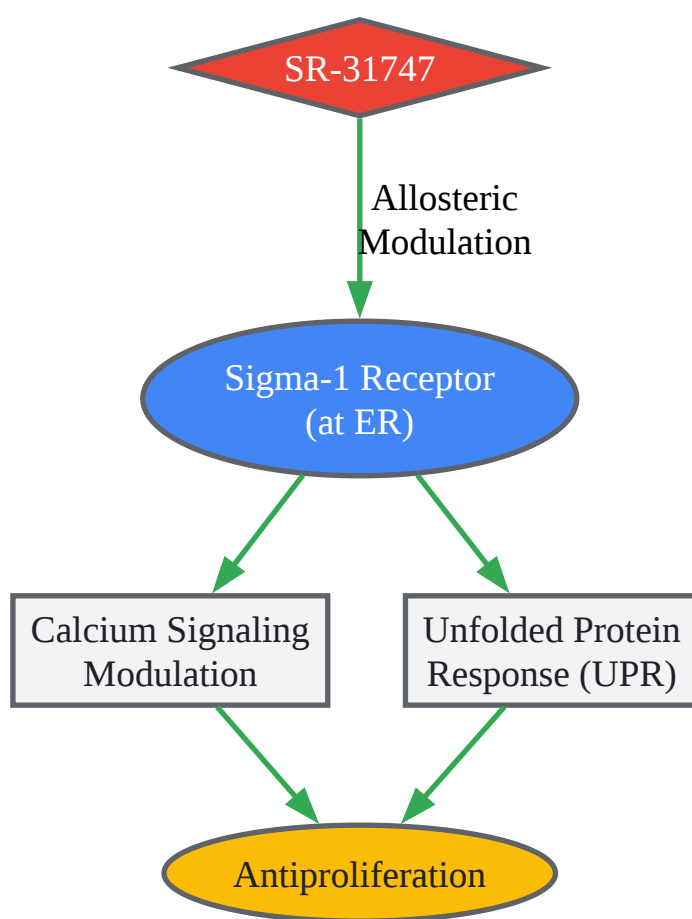 SR-31747
Allosteric
Modulation
Sigma-1 Receptor
(at ER)
Calcium Signaling
Modulation
Unfolded Protein
Response (UPR)
Antiproliferation